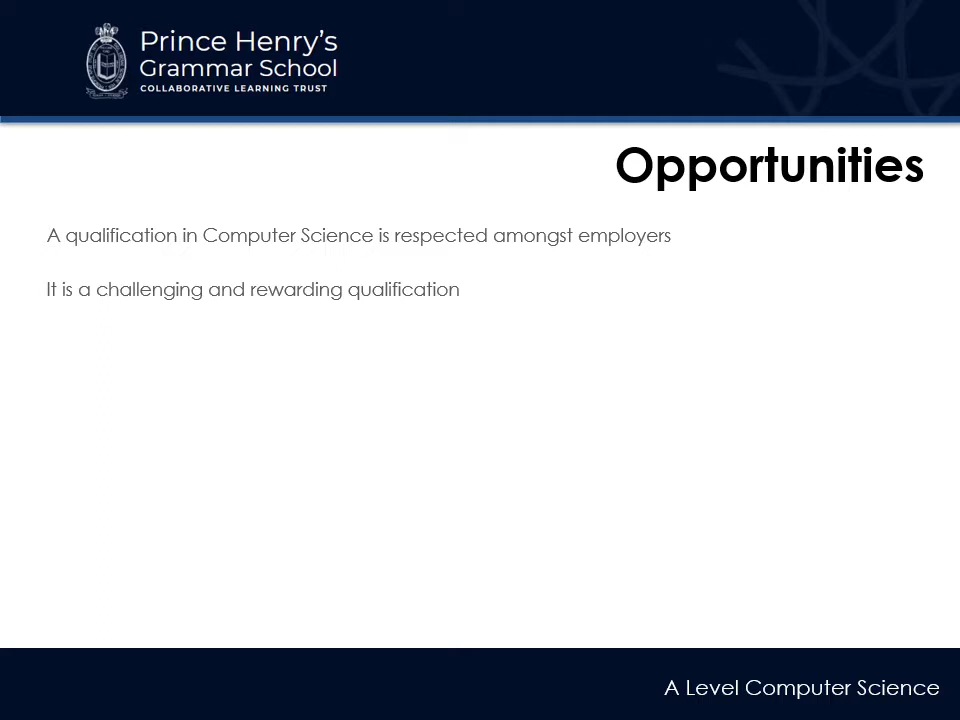 Prince Henry's
Grammar School
COLLABORATIVE LEARNING TRUST
Opportunities
A qualification in Computer Science is respected amongst employers
It is a challenging and rewarding qualification
A Level Computer Science